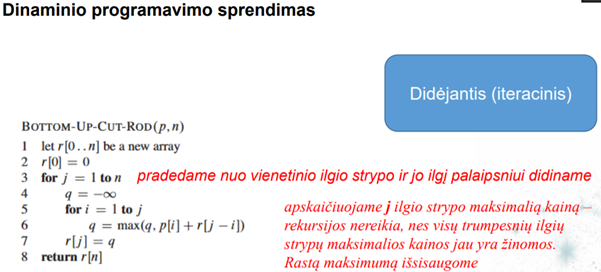 Dinaminio programavimo sprendimas
Didėjantis (iteracinis)
BOTTOM-UP-CUT-ROD(p, n)
1 let r[0..n] be a new array
2 r[0] = 0
3 for j = 1 to n pradedame nuo vienetinio ilgio strypo ir jo ilgį palaipsniui didiname
4 q = −∞
5 for i = 1 to j
6 q = max(q, p[i] + r[j − i])
7 r[j] = q
8 return r[n]
apskaičiuojame j ilgio strypo maksimalią kainą –
rekursijos nereikia, nes visų trumpesnių ilgių
strypų maksimalios kainos jau yra žinomos.
Rastą maksimumą išsisaugome